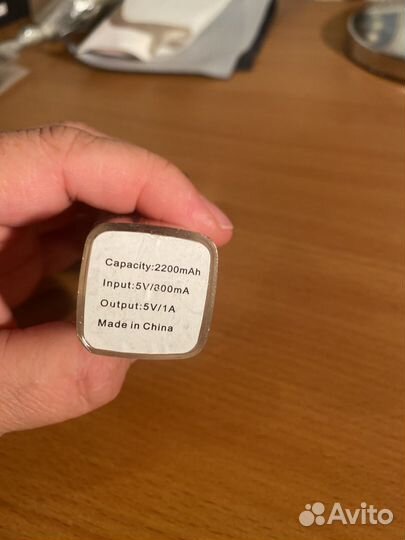 Capacity:2200mAh
Input:5V/800mA
Output:5V/1A
Made in China
Avito